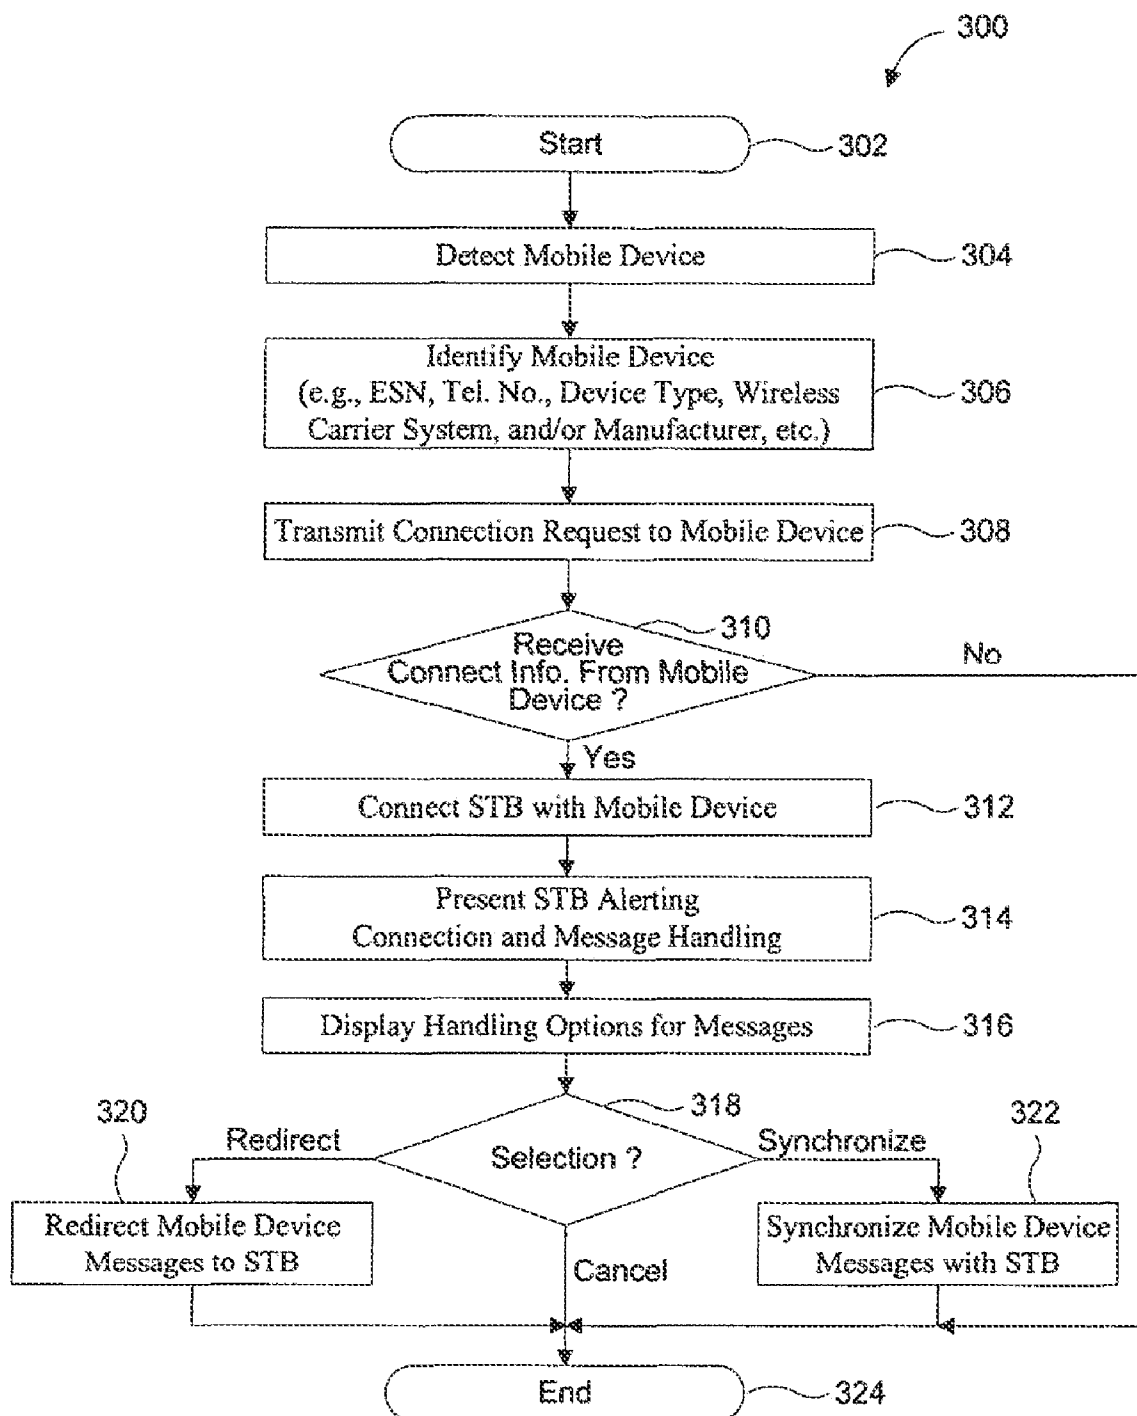 300
Start
302
Detect Mobile Device
304
Identify Mobile Device
(e.g., ESN, Tel. No., Device Type, Wireless
Carrier System, and/or Manufacturer, etc.)
306
Transmit Connection Request to Mobile Device
308
310
Receive
Connect Info. From Mobile
Device ?
No
Yes
Connect STB with Mobile Device
312
Present STB Alerting
Connection and Message Handling
314
Display Handling Options for Messages
316
318
Selection ?
320
Redirect
Synchronize
322
Redirect Mobile Device
Messages to STB
Cancel
Synchronize Mobile Device
Messages with STB
End
324